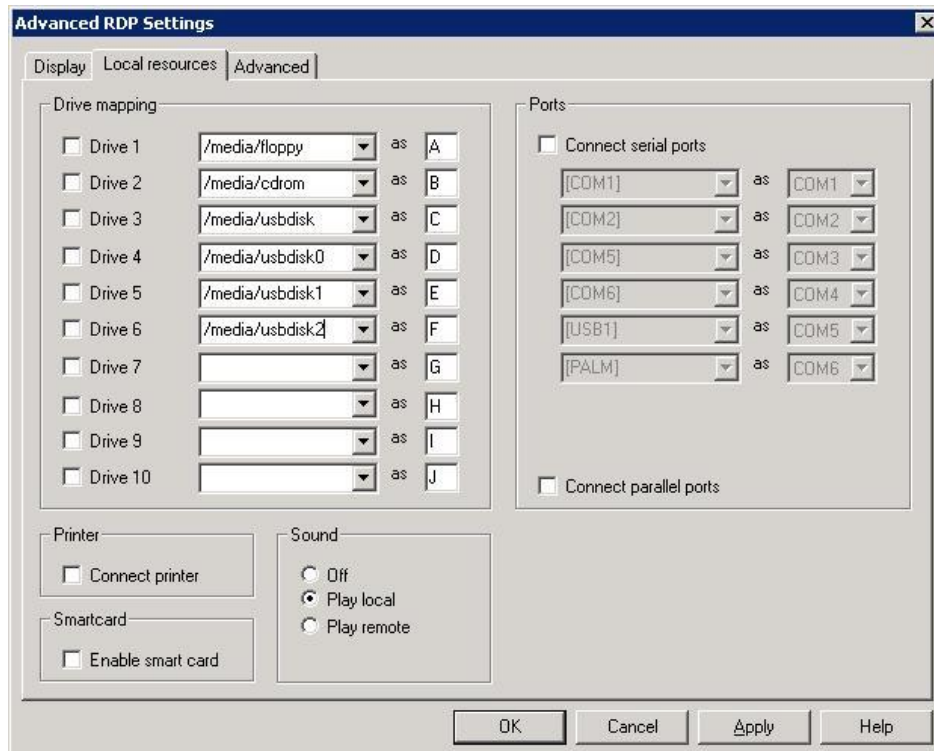 Advanced RDP Settings
Display Local resources Advanced
Drive mapping
Drive 1 /media/floppy as A
Drive 2 /media/cdrom as B
Drive 3 /media/usbdisk as C
Drive 4 /media/usbdisk0 as D
Drive 5 /media/usbdisk1 as E
Drive 6 /media/usbdisk2 as F
Drive 7 as G
Drive 8 as H
Drive 9 as I
Drive 10 as J
Ports
Connect serial ports
[COM1] as COM1
[COM2] as COM2
[COM5] as COM3
[COM6] as COM4
[USB1] as COM5
[PALM] as COM6
Connect parallel ports
Printer
Connect printer
Smartcard
Enable smart card
Sound
Off
Play local
Play remote
OK Cancel Apply Help